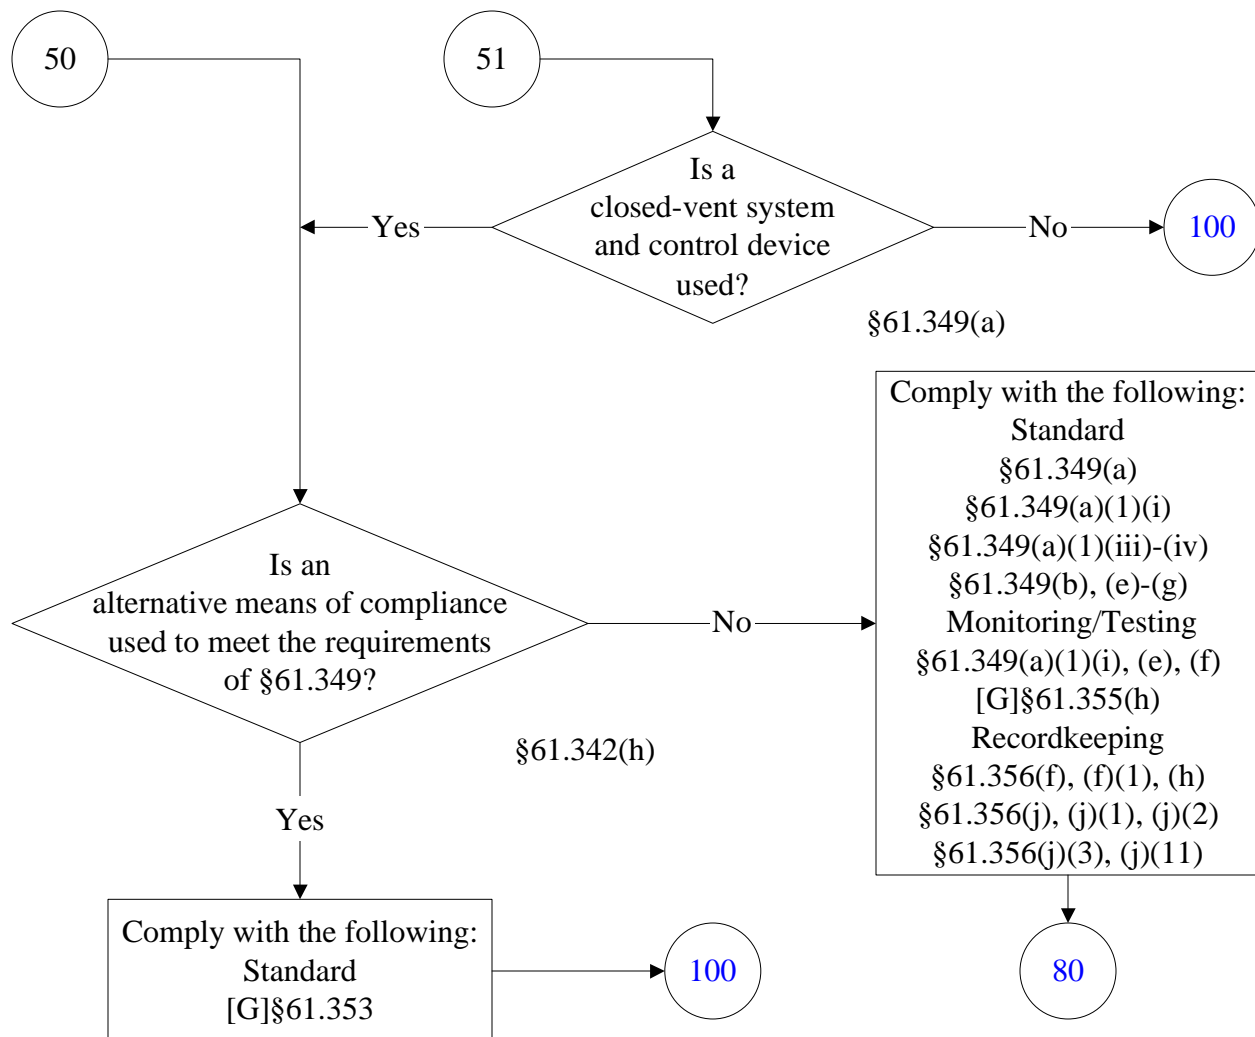 50
51
Is a
closed-vent system
and control device
used?
Yes
No
100
§61.349(a)
Is an
alternative means of compliance
used to meet the requirements
of §61.349?
No
§61.342(h)
Yes
Comply with the following:
Standard
§61.349(a)
§61.349(a)(1)(i)
§61.349(a)(1)(iii)-(iv)
§61.349(b), (e)-(g)
Monitoring/Testing
§61.349(a)(1)(i), (e), (f)
[G]§61.355(h)
Recordkeeping
§61.356(f), (f)(1), (h)
§61.356(j), (j)(1), (j)(2)
§61.356(j)(3), (j)(11)
Comply with the following:
Standard
[G]§61.353
100
80